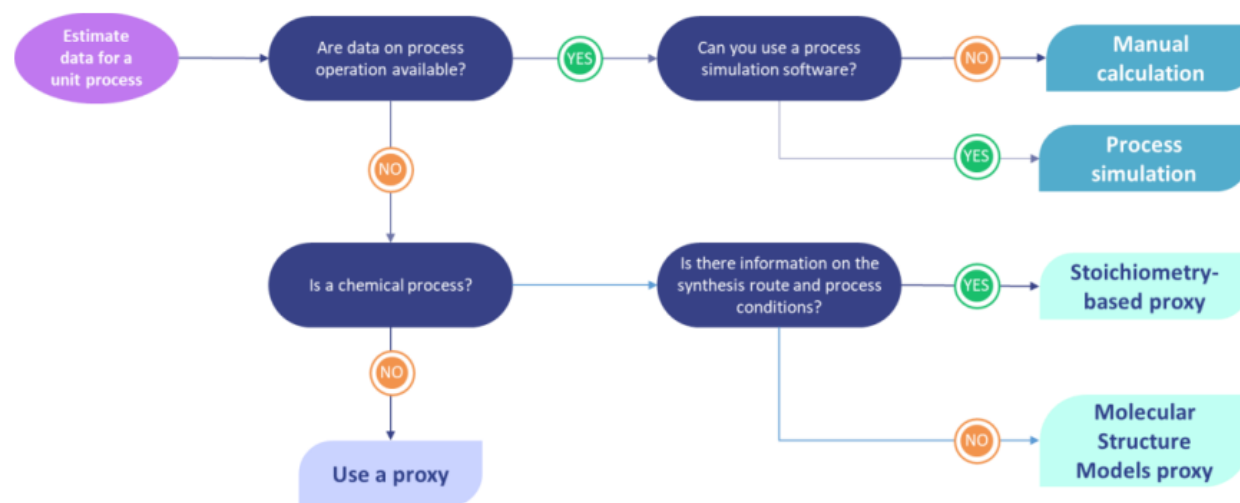 Estimate
data for a
unit process
Are data on process
operation available?
YES
Can you use a process
simulation software?
NO
Manual
calculation
YES
Process
simulation
NO
Is a chemical process?
Is there information on the
synthesis route and process
conditions?
YES
Stoichiometry-
based proxy
NO
Use a proxy
NO
Molecular
Structure
Models proxy